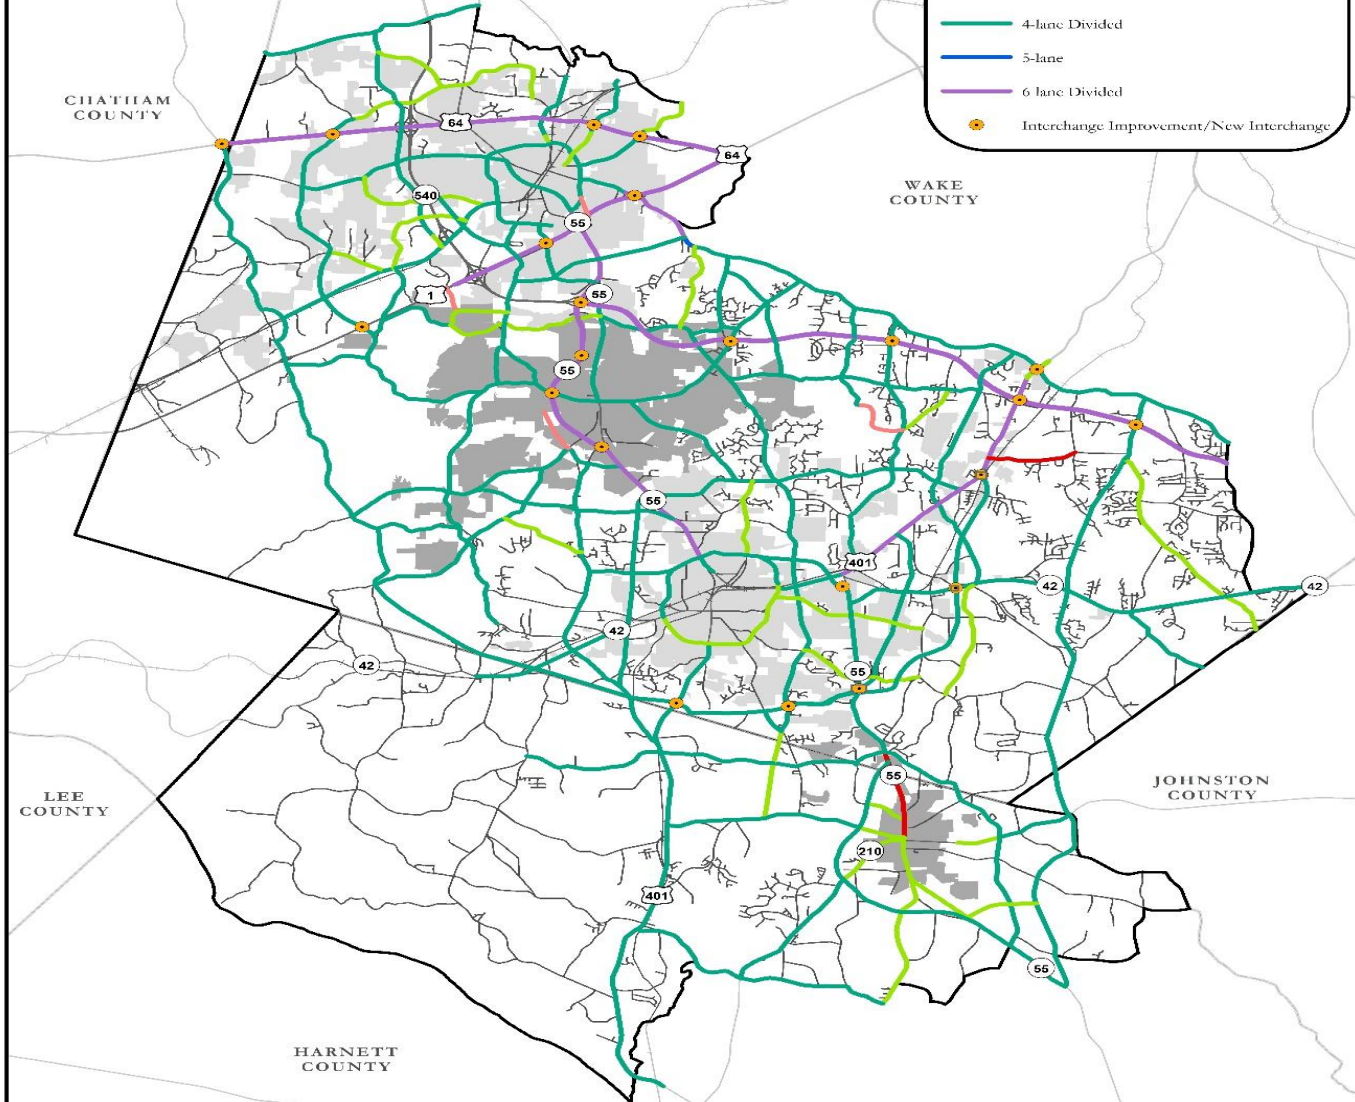 4-lane Divided
5-lane
6-lane Divided
Interchange Improvement/New Interchange
CHATHAM
COUNTY
64
64
WAKE
COUNTY
540
55
1
55
55
55
401
42
42
42
42
55
LEE
COUNTY
55
JOHNSTON
COUNTY
210
401
55
HARNETT
COUNTY